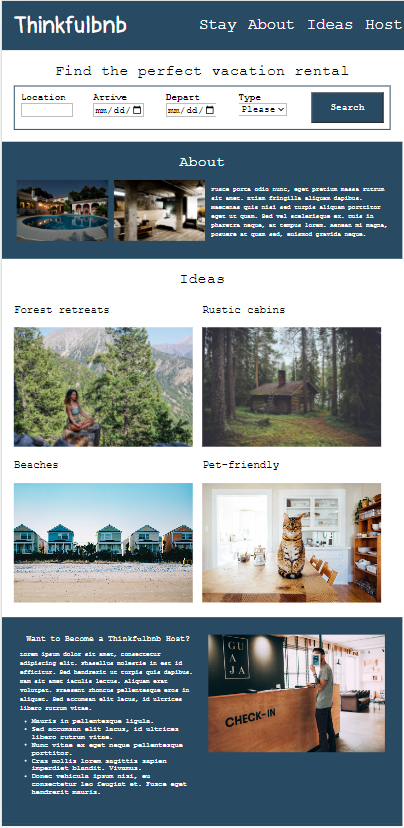 Thinkfulbnb
Stay About Ideas Host
Find the perfect vacation rental
Location Arrive Depart Type
mm/dd/ mm/dd/ Please
Search
About
Fusce porta odio nunc, eget pretium massa rutrum
sit amet. etiam fringilla aliquam dapibus.
maecenas quis nisi sed turpis aliquam porttitor
eget ut quam. Sed vel scelerisque ex. duis in
pharetra neque, at tempus lorem. aenean mi magna,
posuere at quam sed, euismod gravida neque.
Ideas
Forest retreats
Rustic cabins
Beaches
Pet-friendly
Want to Become a Thinkfulbnb Host?
Lorem ipsum dolor sit amet, consectetur
adipiscing elit. Phasellus molestie in est id
efficitur. Sed hendrerit ut turpis quis dapibus.
Nam sit amet iaculis lectus. Aliquam erat
volutpat. Praesent rhoncus pellentesque eros in
aliquet. Sed accumsan elit lacus, id ultrices
libero rutrum vitae.
• Mauris in pellentesque ligula.
• Sed accumsan elit lacus, id ultrices
libero rutrum vitae.
• Nunc vitae ex eget neque pellentesque
porttitor.
• Cras mollis lorem sagittis sapien
imperdiet blandit. Vivamus.
• Donec vehicula ipsum nisi, eu
consectetur leo feugiat et. Fusce eget
hendrerit mauris.
GUA
JA
CHECK-IN